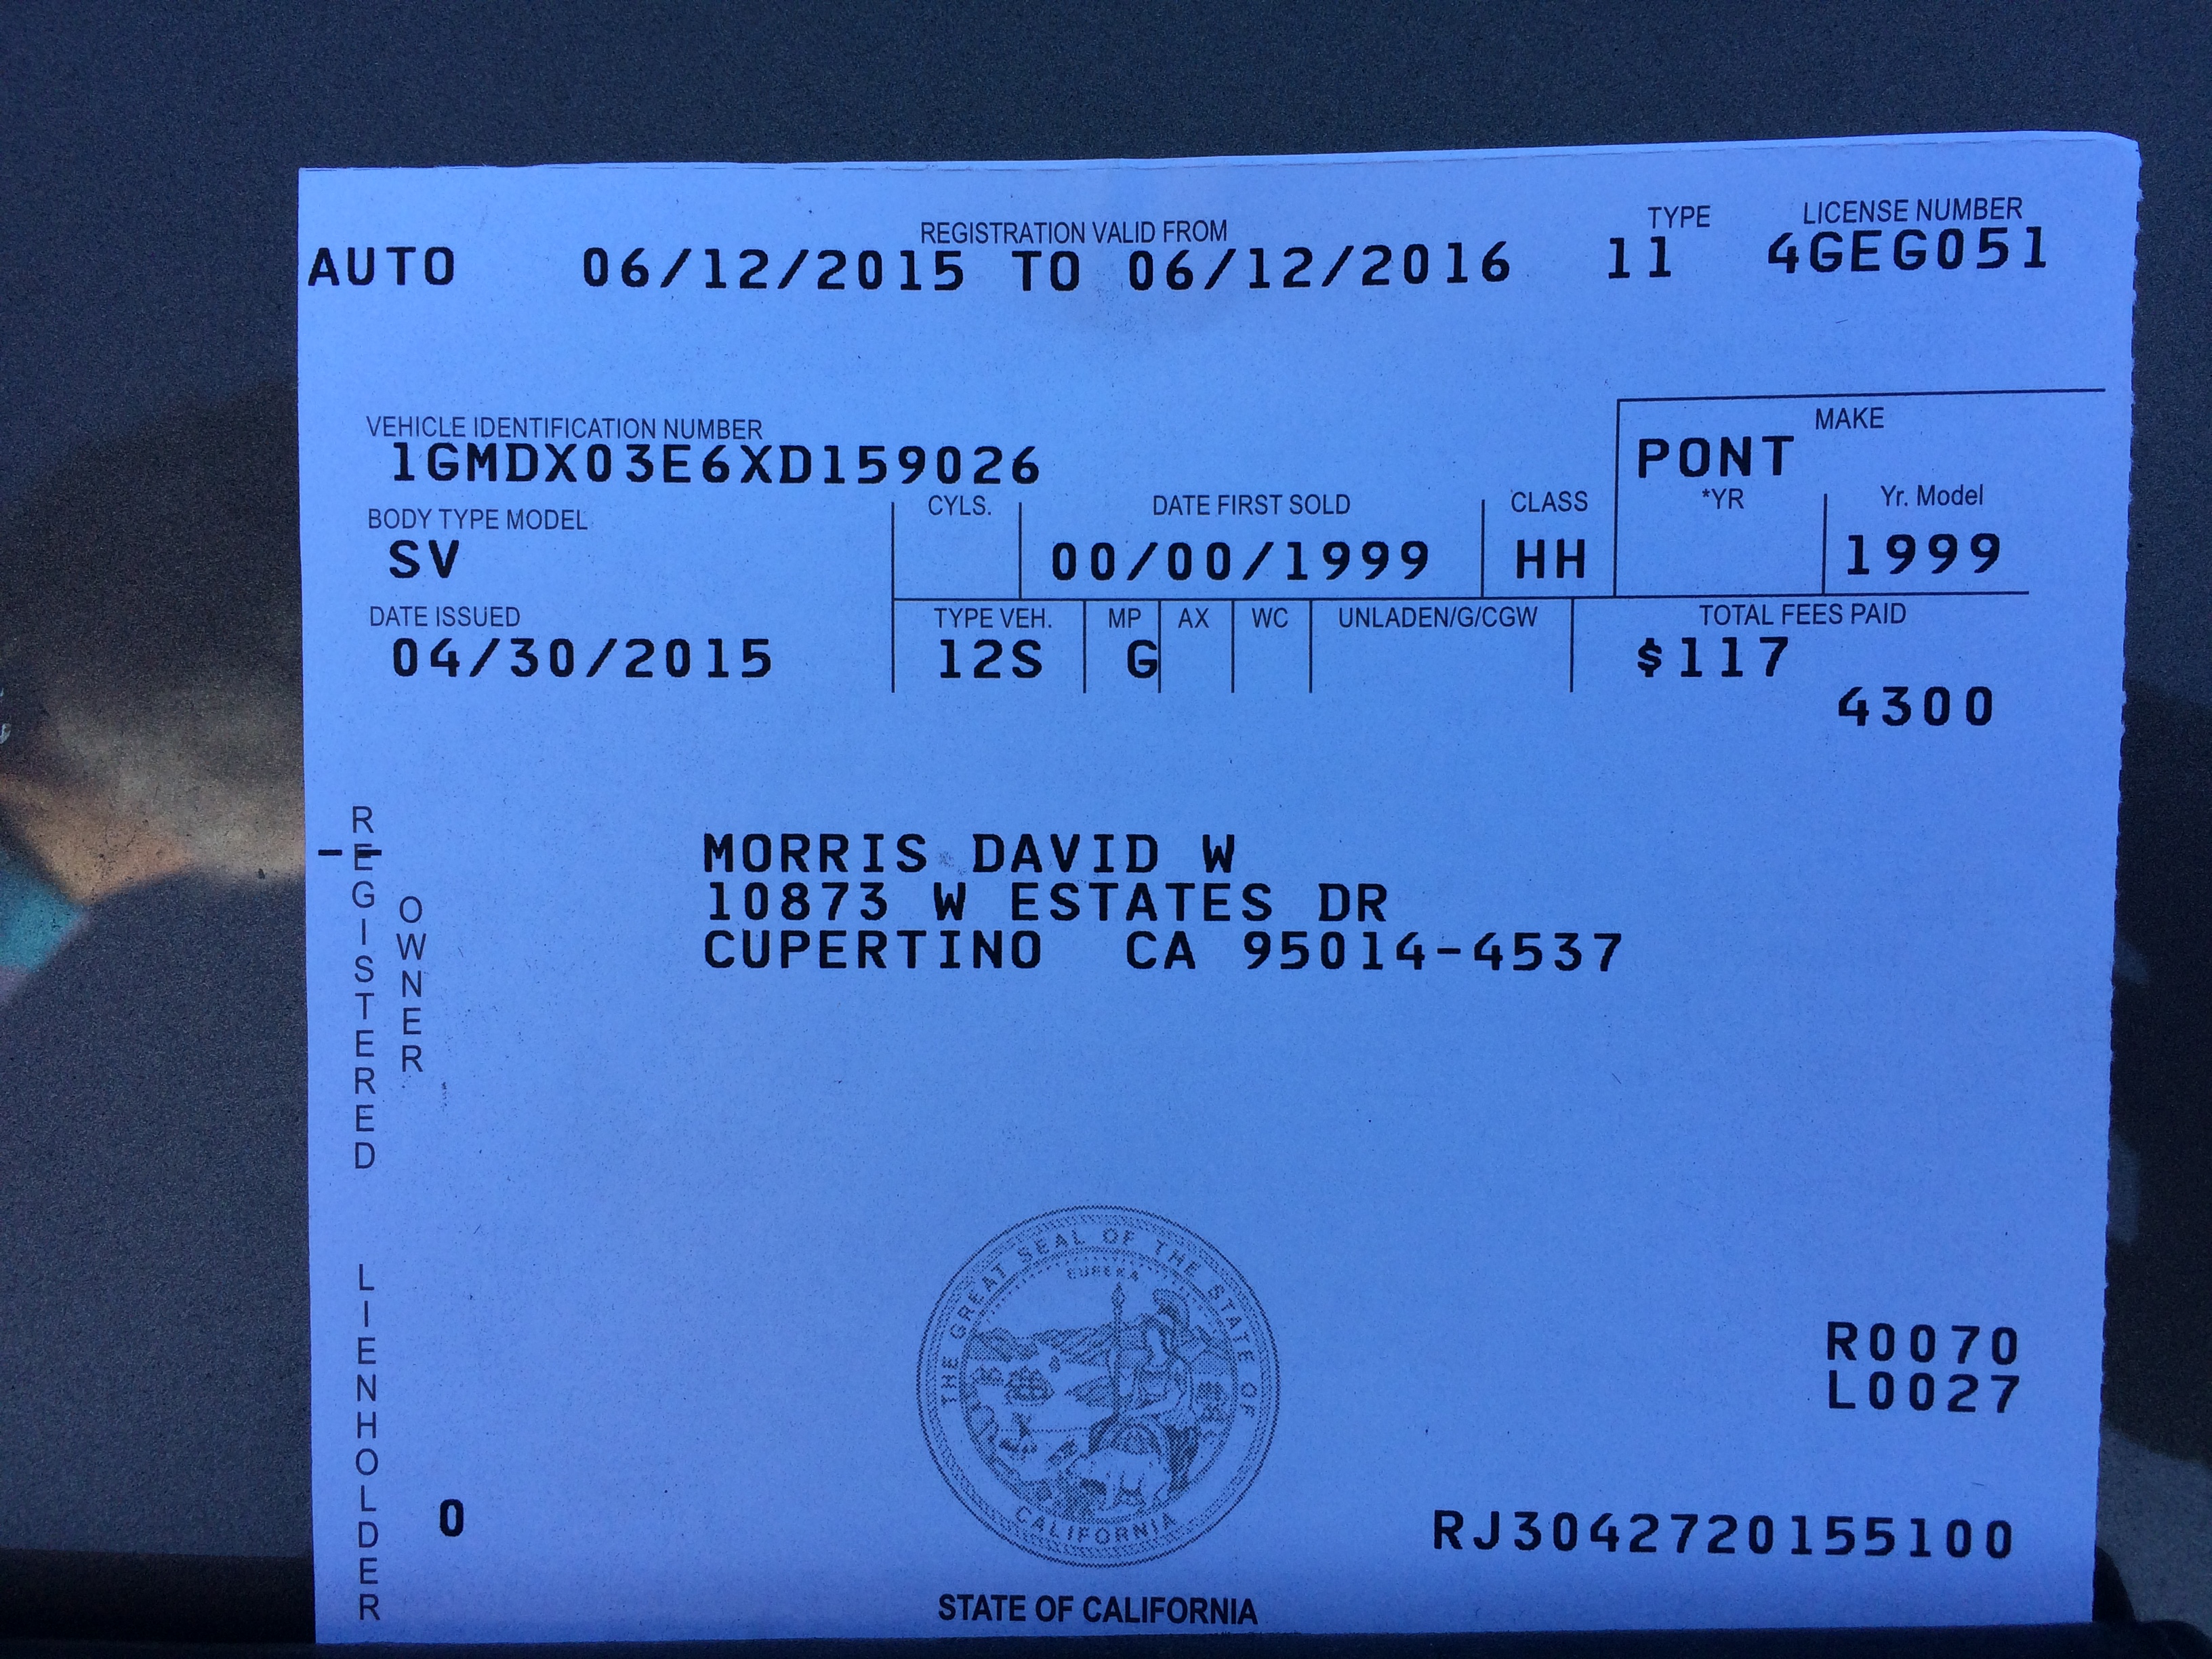 REGISTRATION VALID FROM TYPE LICENSE NUMBER
AUTO 06/12/2015 TO 06/12/2016 11 4GEG051
VEHICLE IDENTIFICATION NUMBER MAKE
1GMDX03E6XD159026 PONT
BODY TYPE MODEL CYLS. DATE FIRST SOLD CLASS *YR Yr. Model
SV 00/00/1999 HH 1999
DATE ISSUED TYPE VEH. MP AX WC UNLADEN/G/CGW TOTAL FEES PAID
04/30/2015 12S G $117
4300
REGISTERED
OWNER
MORRIS DAVID W
10873 W ESTATES DR
CUPERTINO CA 95014-4537
THE GREAT SEAL OF THE STATE OF CALIFORNIA
EUREKA
R0070
L0027
LIENHOLDER
0
RJ3042720155100
STATE OF CALIFORNIA